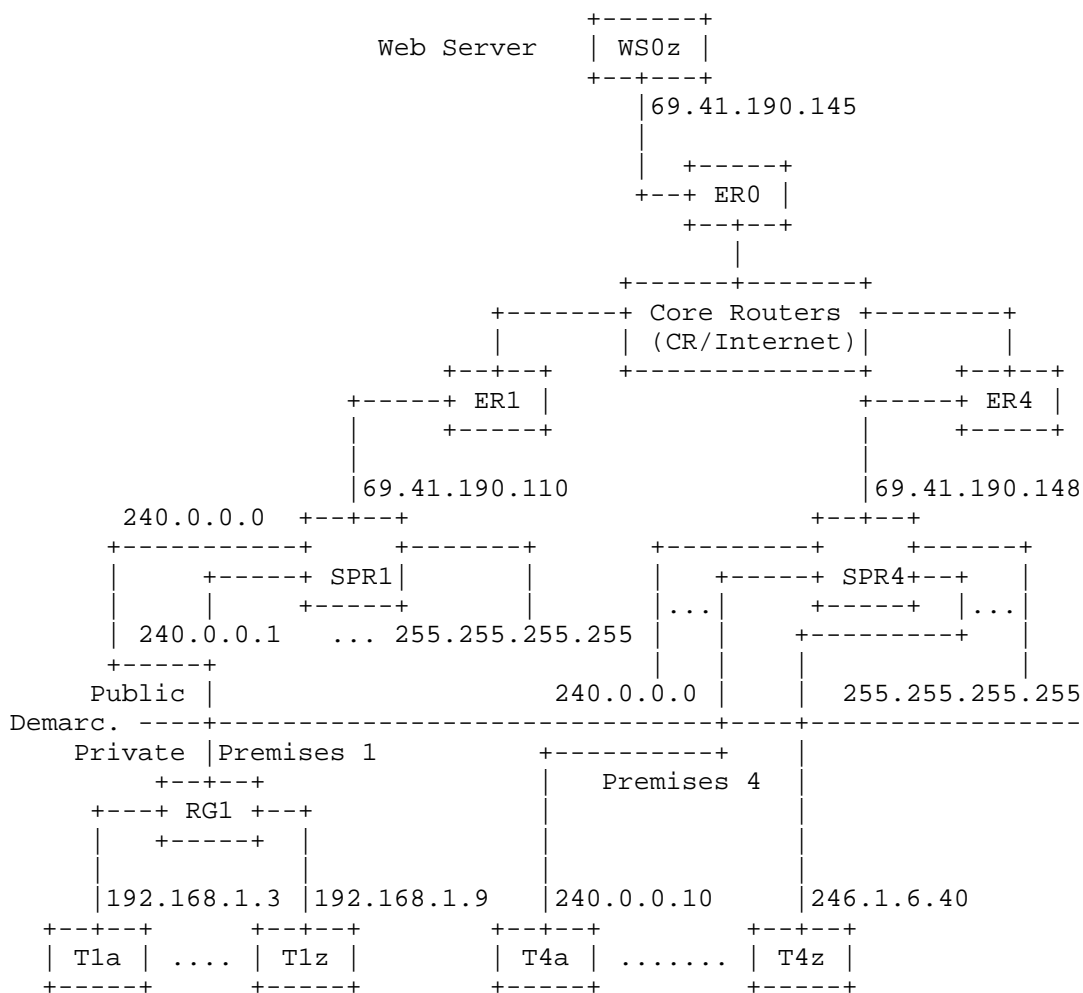 Web Server WS0z
69.41.190.145
ER0
Core Routers
(CR/Internet)
ER1 ER4
69.41.190.110 69.41.190.148
240.0.0.0
SPR1 SPR4
... ...
240.0.0.1 ... 255.255.255.255
Public 240.0.0.0 255.255.255.255
Demarc.
Private Premises 1
Premises 4
RG1
192.168.1.3 192.168.1.9 240.0.0.10 246.1.6.40
T1a .... T1z T4a ....... T4z